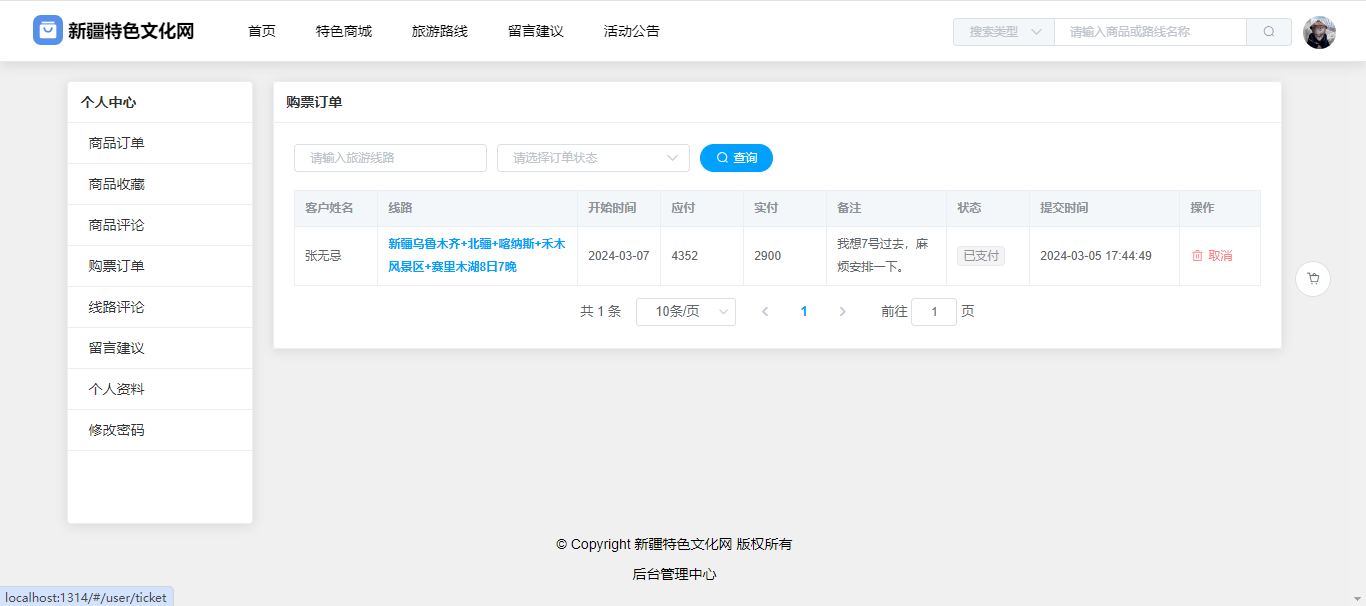 新疆特色文化网 首页 特色商城 旅游路线 留言建议 活动公告 搜索类型 请输入商品或路线名称
个人中心
商品订单
商品收藏
商品评论
购票订单
线路评论
留言建议
个人资料
修改密码
购票订单
请输入旅游线路 请选择订单状态 查询
客户姓名 线路 开始时间 应付 实付 备注 状态 提交时间 操作
张无忌 新疆乌鲁木齐+北疆+喀纳斯+禾木
风景区+赛里木湖8日7晚 2024-03-07 4352 2900 我想7号过去，麻
烦安排一下。 已支付 2024-03-05 17:44:49 取消
共 1 条 10条/页 1 前往 1 页
© Copyright 新疆特色文化网 版权所有
后台管理中心
localhost:1314/#/user/ticket